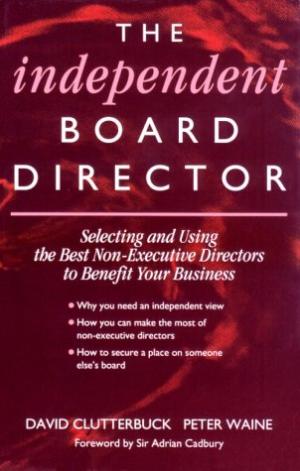 THE
independent
BOARD
DIRECTOR
Selecting and Using
the Best Non-Executive Directors
to Benefit Your Business
• Why you need an independent view
• How you can make the most of
non-executive directors
• How to secure a place on someone
else's board
DAVID CLUTTERBUCK PETER WAINE
Foreword by Sir Adrian Cadbury